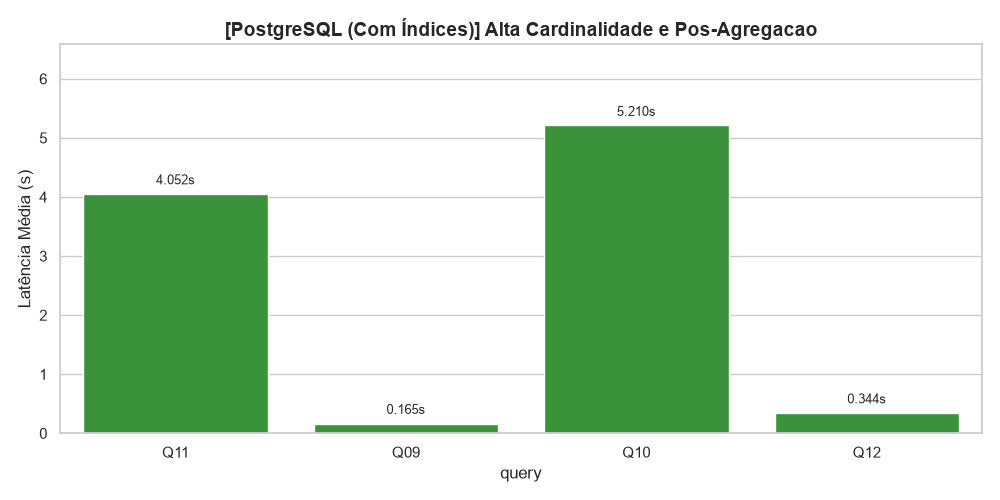 [PostgreSQL (Com Índices)] Alta Cardinalidade e Pos-Agregacao
Latência Média (s)
6
5
4
3
2
1
0
4.052s
0.165s
5.210s
0.344s
Q11
Q09
Q10
Q12
query